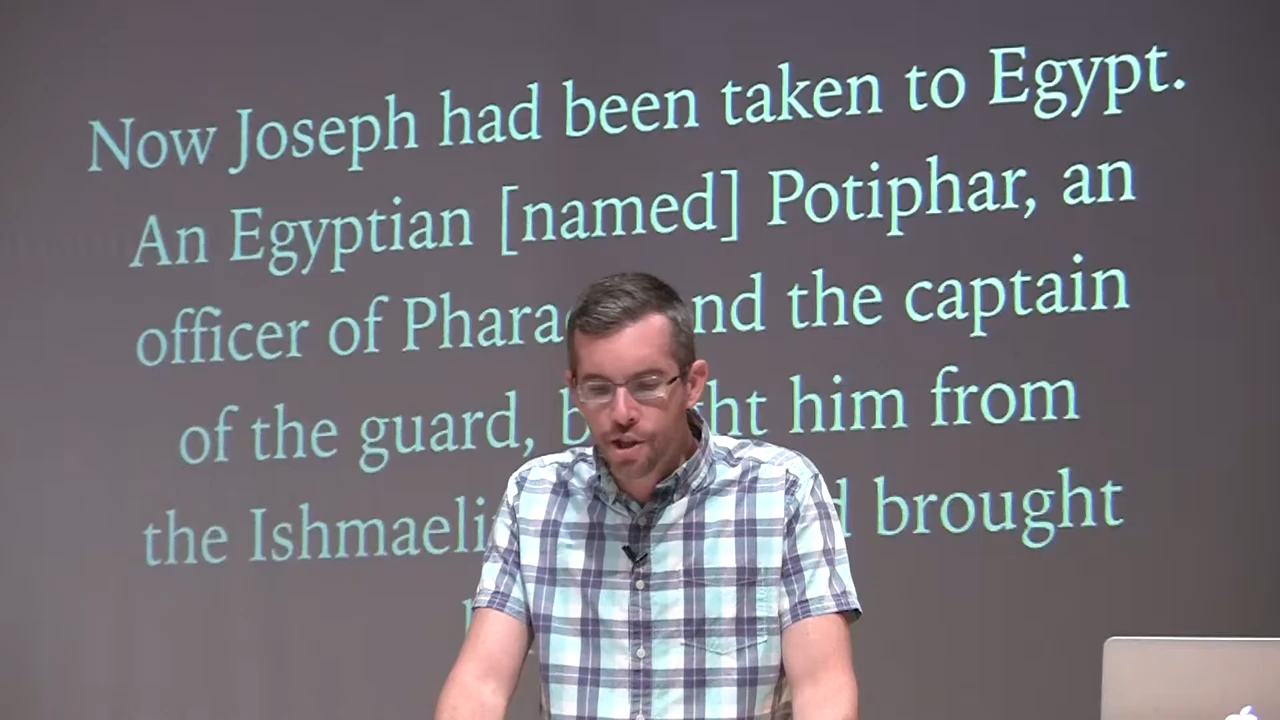 Now Joseph had been taken to Egypt.
An Egyptian [named] Potiphar, an
officer of Phara nd the captain
of the guard, b ght him from
the Ishmaeli d brought